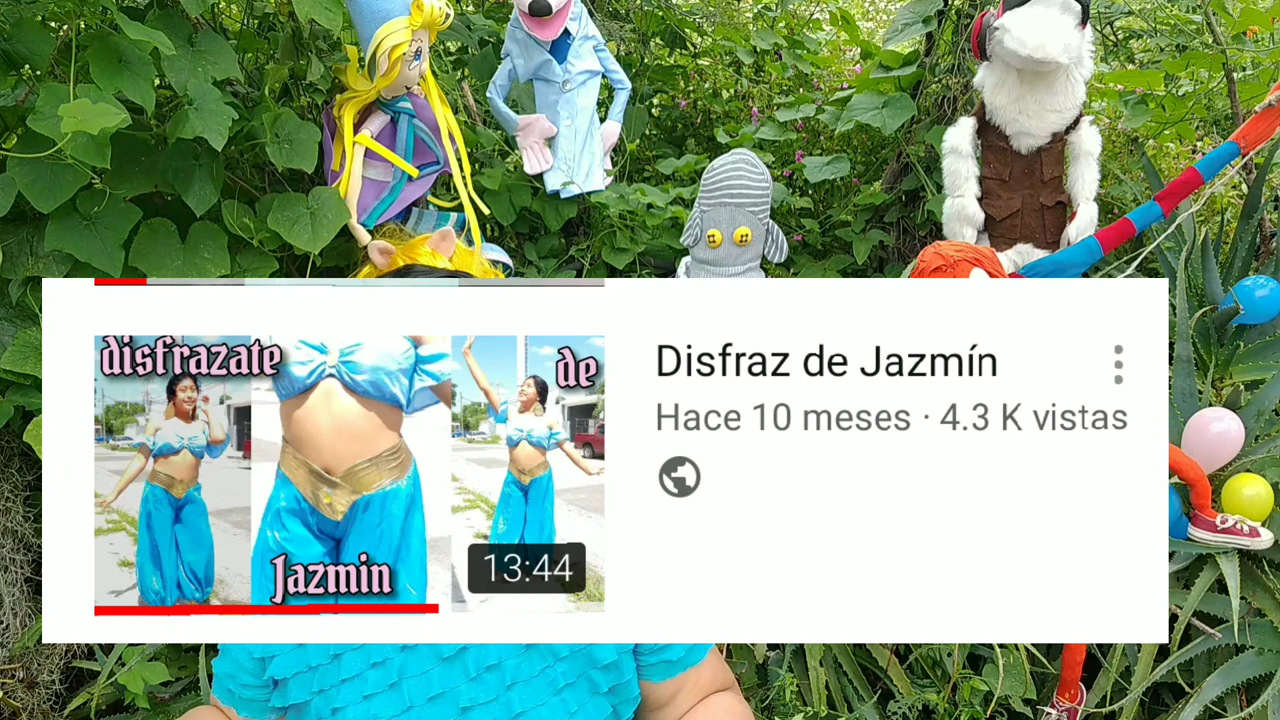 disfrazate
de
Jazmin
13:44
Disfraz de Jazmín
Hace 10 meses · 4.3 K vistas